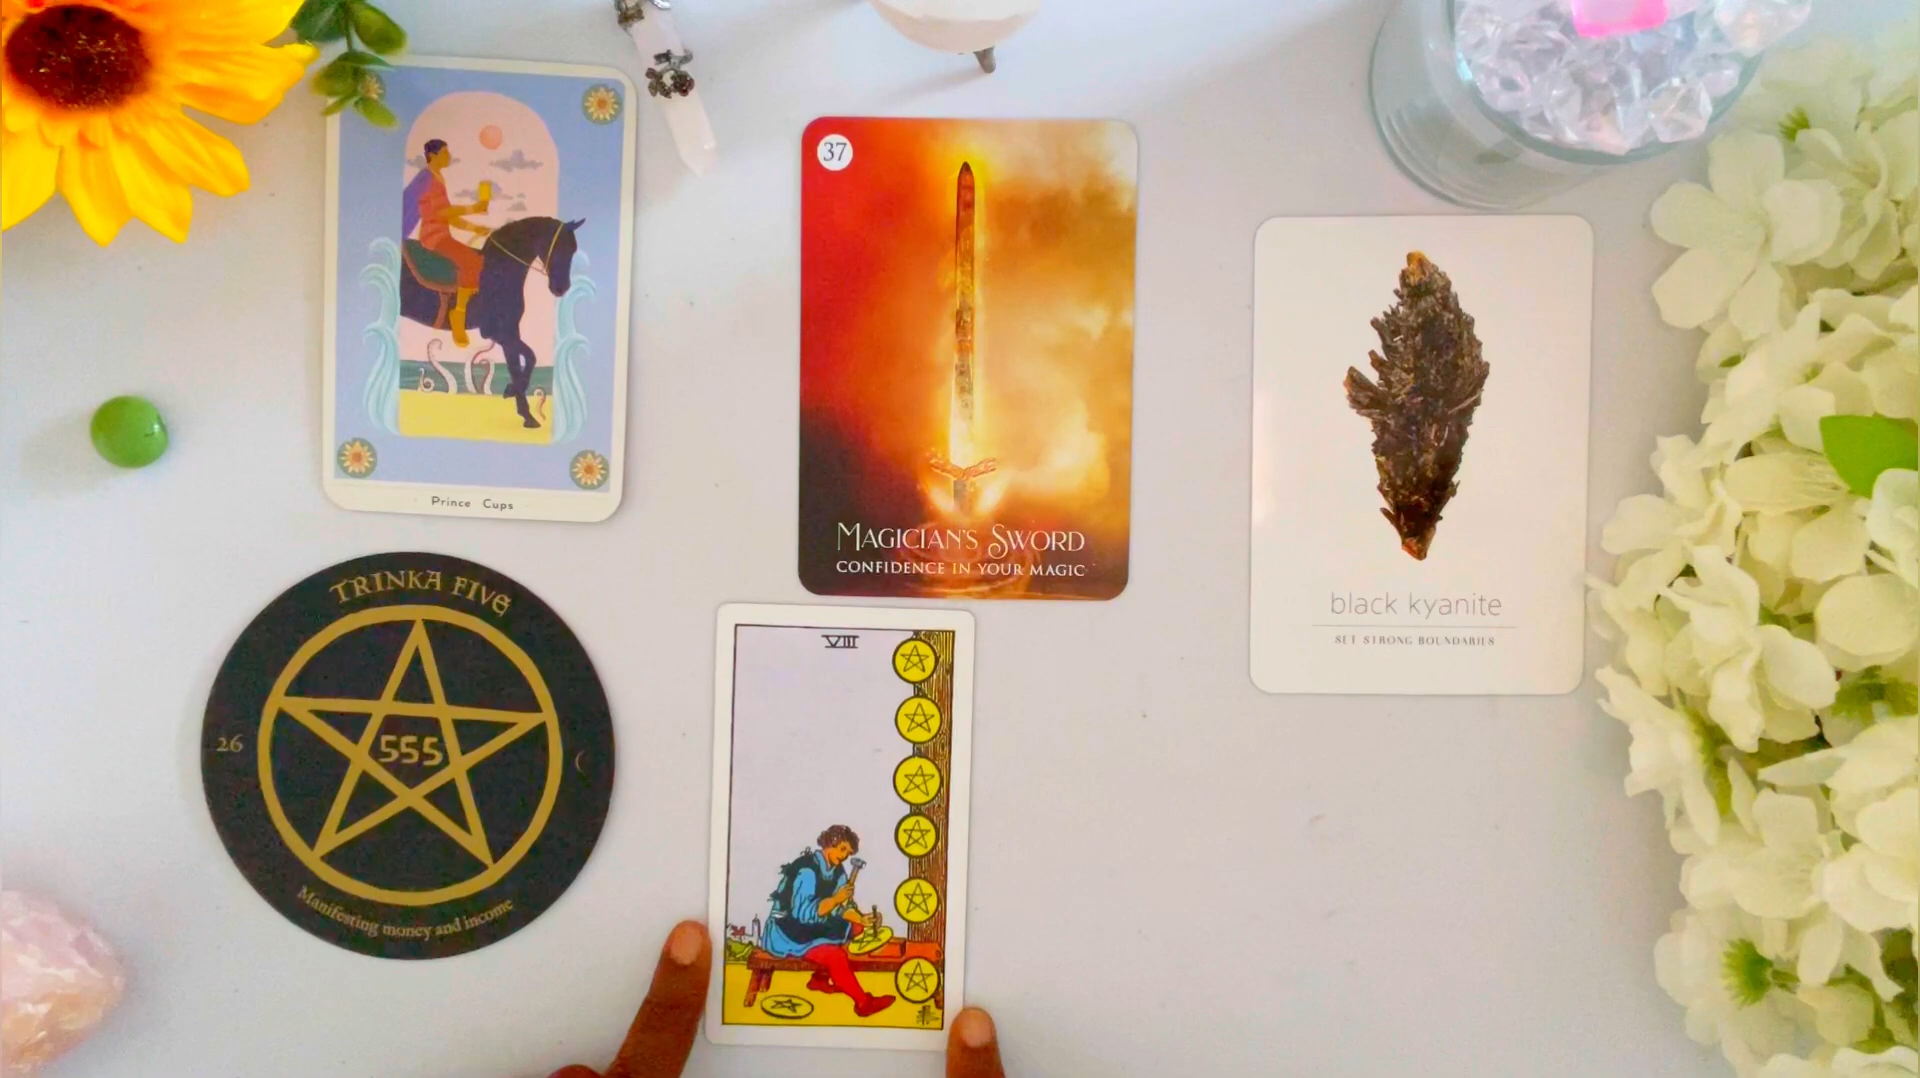 Prince Cups
37
MAGICIAN'S SWORD
CONFIDENCE IN YOUR MAGIC
black kyanite
SET STRONG BOUNDARIES
TRINKA FIVE
26
555
Manifesting money and income
VIII